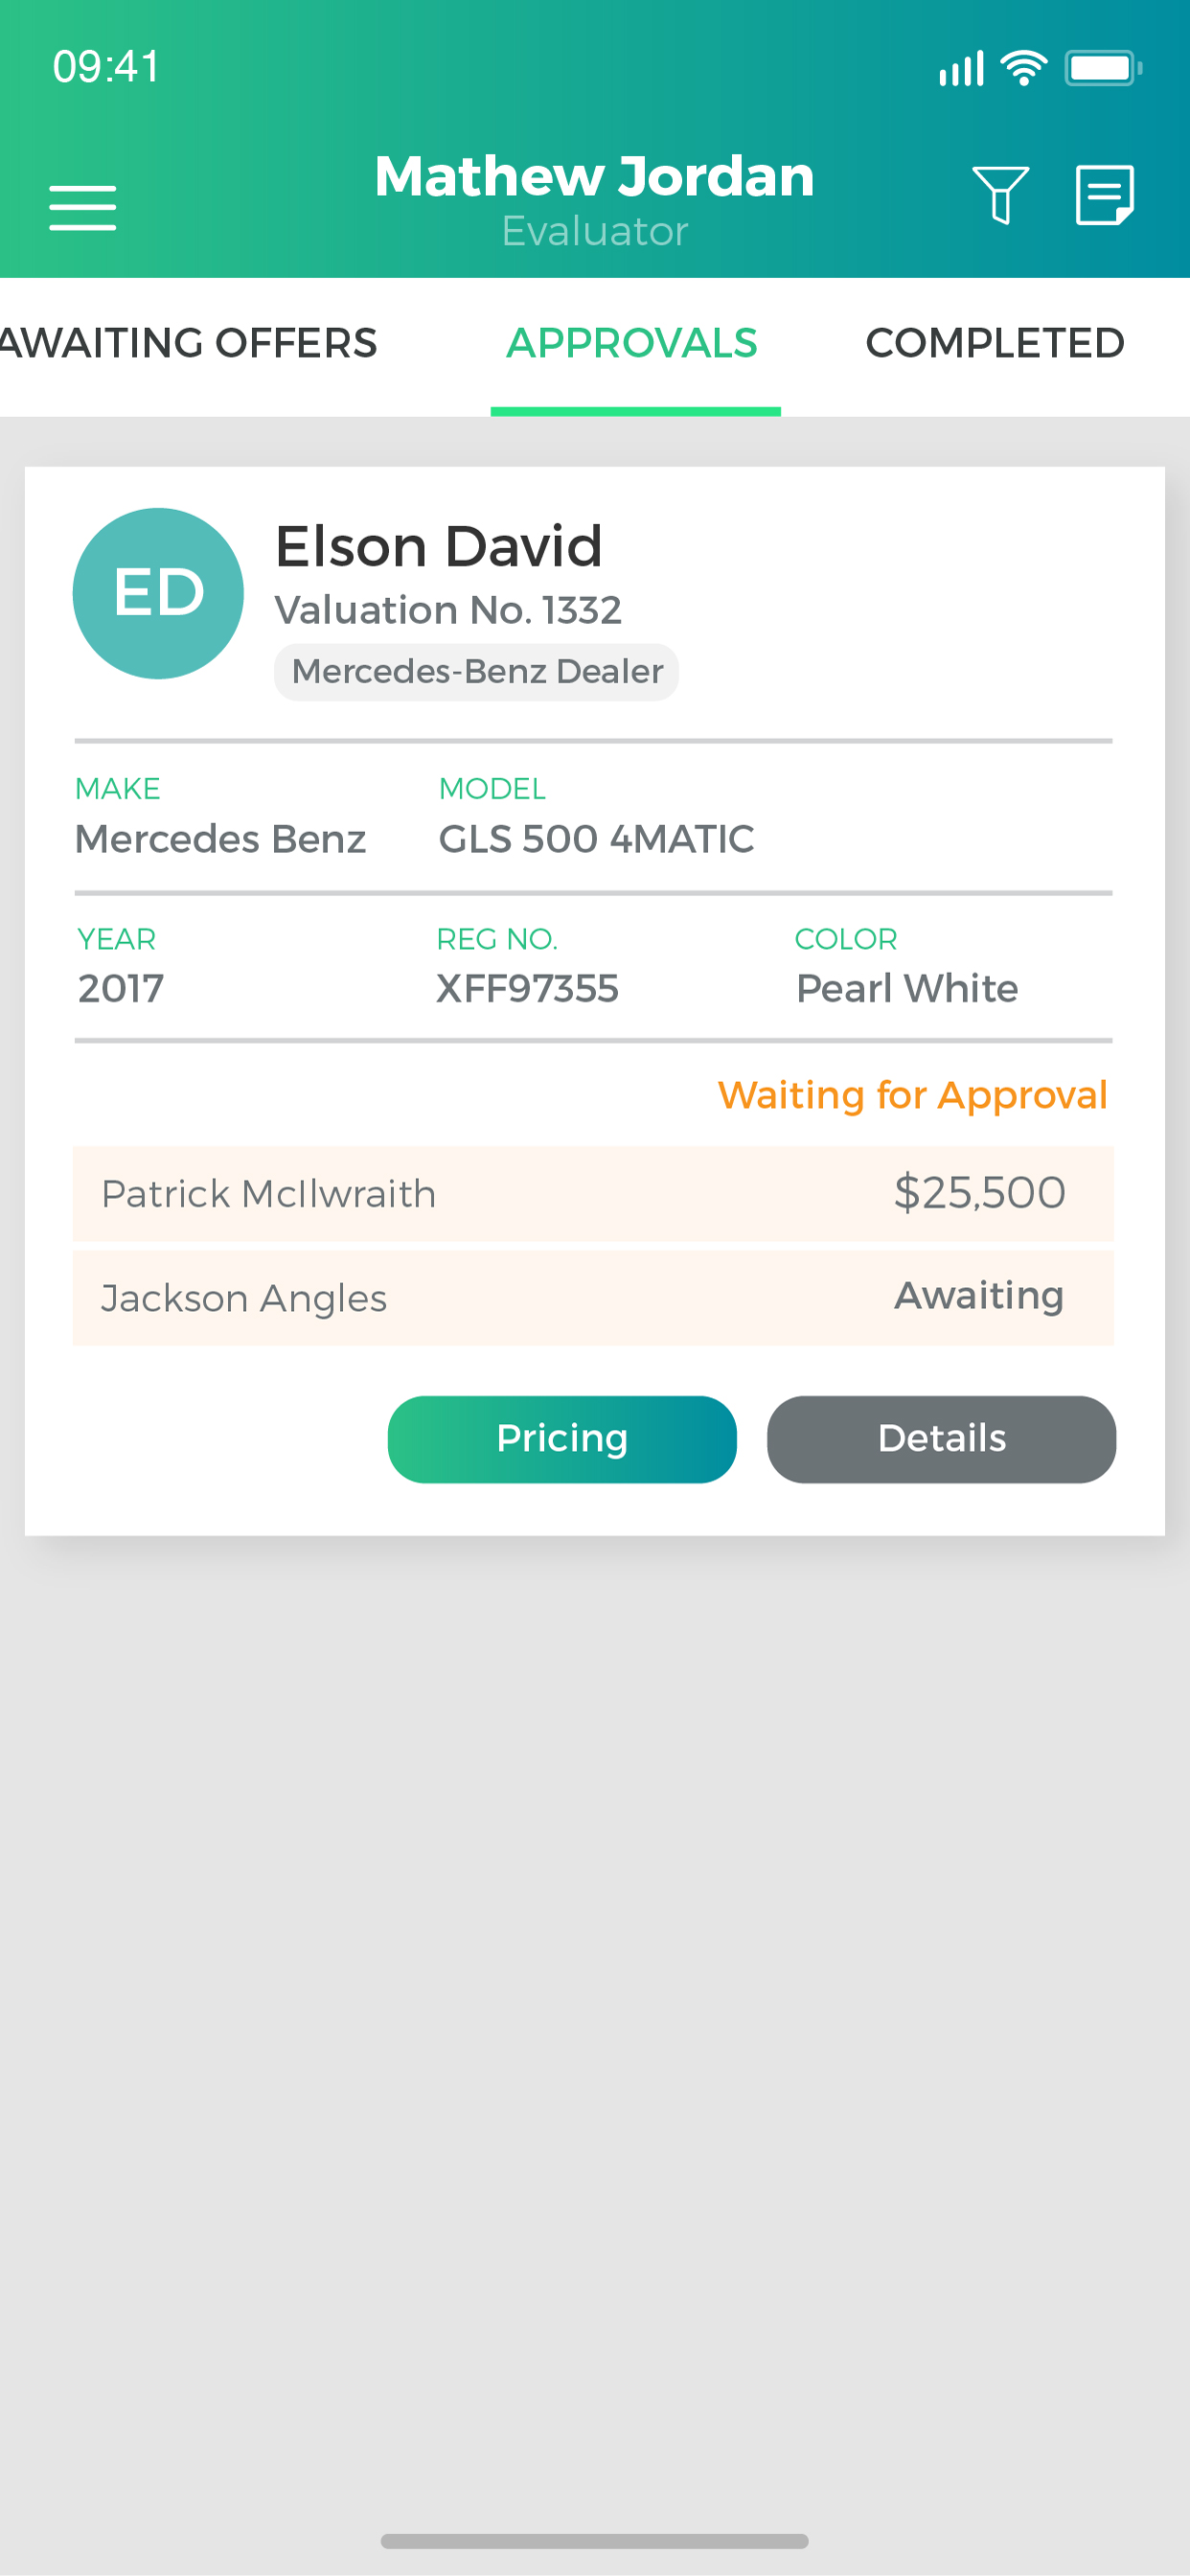 09:41
Mathew Jordan
Evaluator
AWAITING OFFERS APPROVALS COMPLETED
ED
Elson David
Valuation No. 1332
Mercedes-Benz Dealer
MAKE MODEL
Mercedes Benz GLS 500 4MATIC
YEAR REG NO. COLOR
2017 XFF97355 Pearl White
Waiting for Approval
Patrick McIlwraith $25,500
Jackson Angles Awaiting
Pricing Details